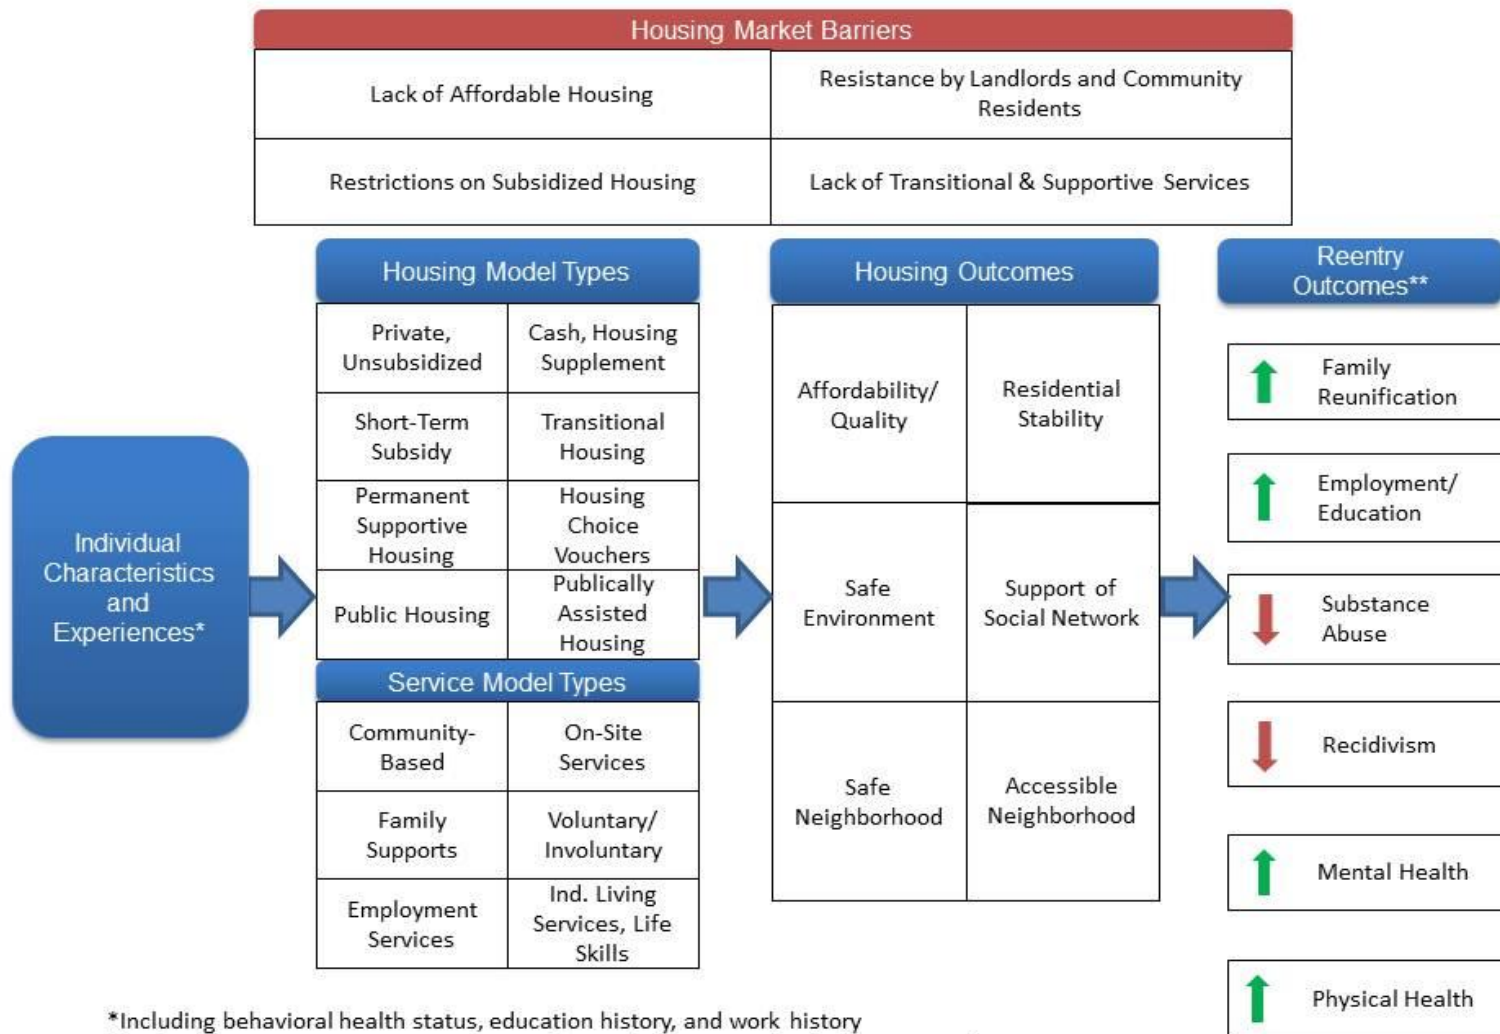 Housing Market Barriers
Lack of Affordable Housing
Resistance by Landlords and Community
Residents
Restrictions on Subsidized Housing
Lack of Transitional & Supportive Services
Individual
Characteristics
and
Experiences*
Housing Model Types
Private,
Unsubsidized
Cash, Housing
Supplement
Short-Term
Subsidy
Transitional
Housing
Permanent
Supportive
Housing
Housing
Choice
Vouchers
Public Housing
Publically
Assisted
Housing
Service Model Types
Community-
Based
On-Site
Services
Family
Supports
Voluntary/
Involuntary
Employment
Services
Ind. Living
Services, Life
Skills
Housing Outcomes
Affordability/
Quality
Residential
Stability
Safe
Environment
Support of
Social Network
Safe
Neighborhood
Accessible
Neighborhood
Reentry
Outcomes**
Family
Reunification
Employment/
Education
Substance
Abuse
Recidivism
Mental Health
Physical Health
*Including behavioral health status, education history, and work history